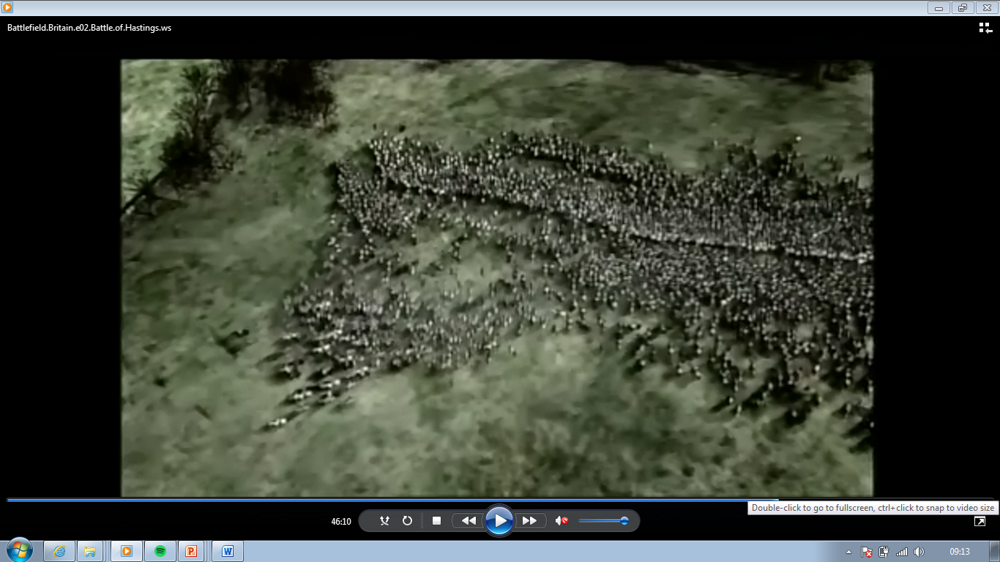 Battlefield.Britain.e02.Battle.of.Hastings.ws
Double-click to go to fullscreen, ctrl+click to snap to video size
46:10
09:13